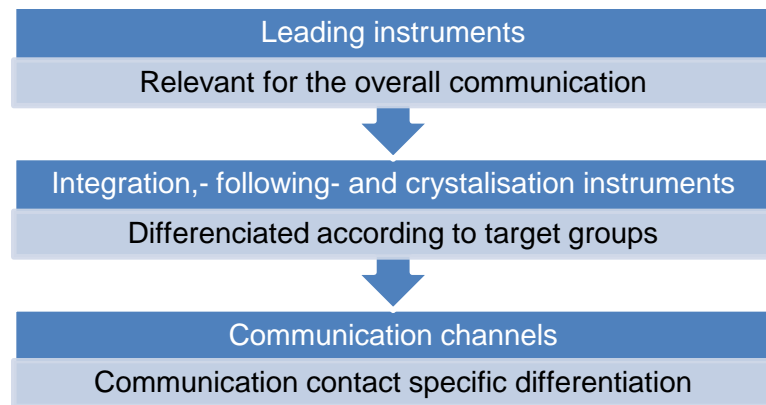 Leading instruments
Relevant for the overall communication
Integration,- following- and crystalisation instruments
Differenciated according to target groups
Communication channels
Communication contact specific differentiation